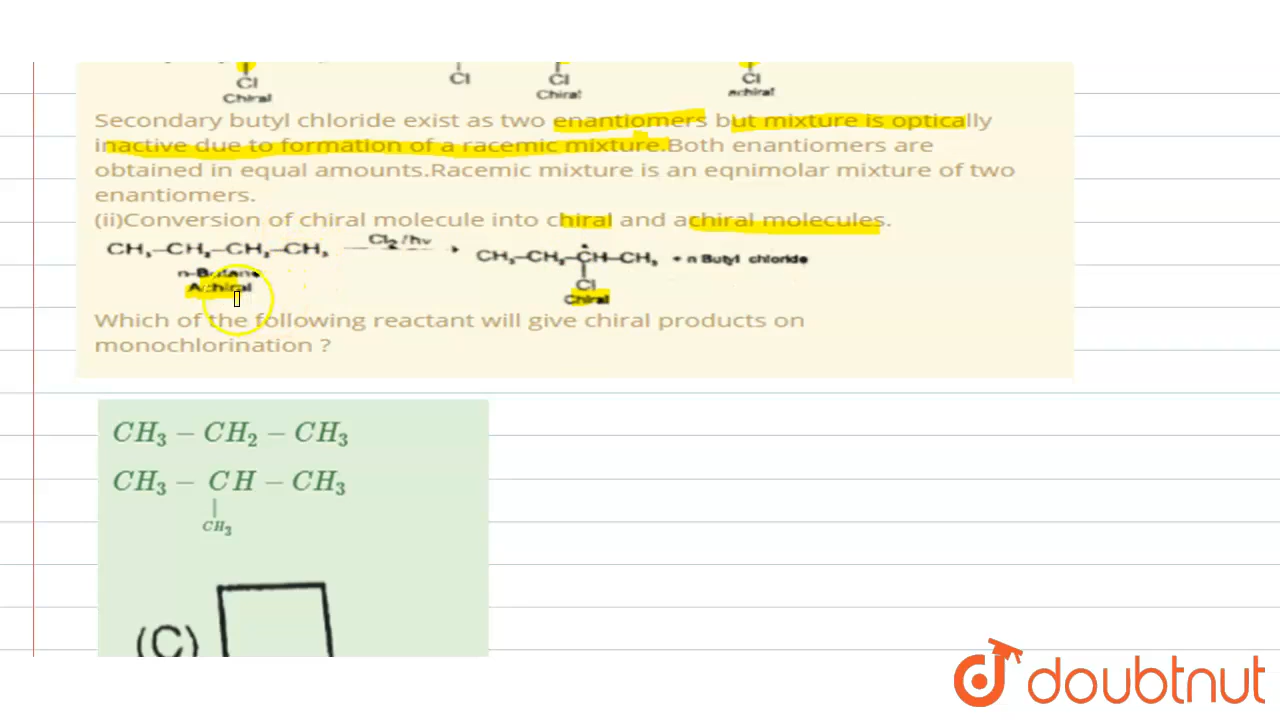 Cl Cl Cl Cl
Chiral Chiral achiral
Secondary butyl chloride exist as two enantiomers but mixture is optically
inactive due to formation of a racemic mixture.Both enantiomers are
obtained in equal amounts.Racemic mixture is an eqnimolar mixture of two
enantiomers.
(ii)Conversion of chiral molecule into chiral and achiral molecules.
CH₃–CH₂–CH₂–CH₃ Cl₂/hv CH₃–CH₂–CH–CH₃ + n Butyl chloride
n-Butane Cl
Achiral Chiral
Which of the following reactant will give chiral products on
monochlorination ?
CH₃ – CH₂ – CH₃
CH₃ – CH – CH₃
|
CH₃
(C)
doubtnut